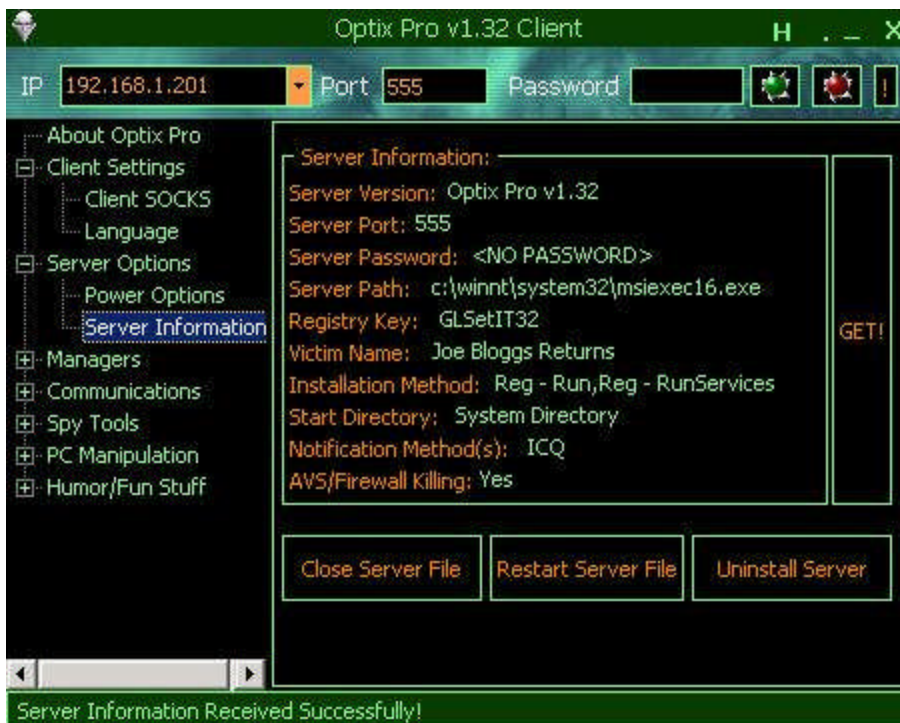 Optix Pro v1.32 Client H . _ X
IP 192.168.1.201 Port 555 Password !
About Optix Pro
Client Settings
Client SOCKS
Language
Server Options
Power Options
Server Information
Managers
Communications
Spy Tools
PC Manipulation
Humor/Fun Stuff
Server Information:
Server Version: Optix Pro v1.32
Server Port: 555
Server Password: <NO PASSWORD>
Server Path: c:\winnt\system32\msiexec16.exe
Registry Key: GLSetIT32
Victim Name: Joe Bloggs Returns
Installation Method: Reg - Run,Reg - RunServices
Start Directory: System Directory
Notification Method(s): ICQ
AVS/Firewall Killing: Yes
GET!
Close Server File
Restart Server File
Uninstall Server
Server Information Received Successfully!